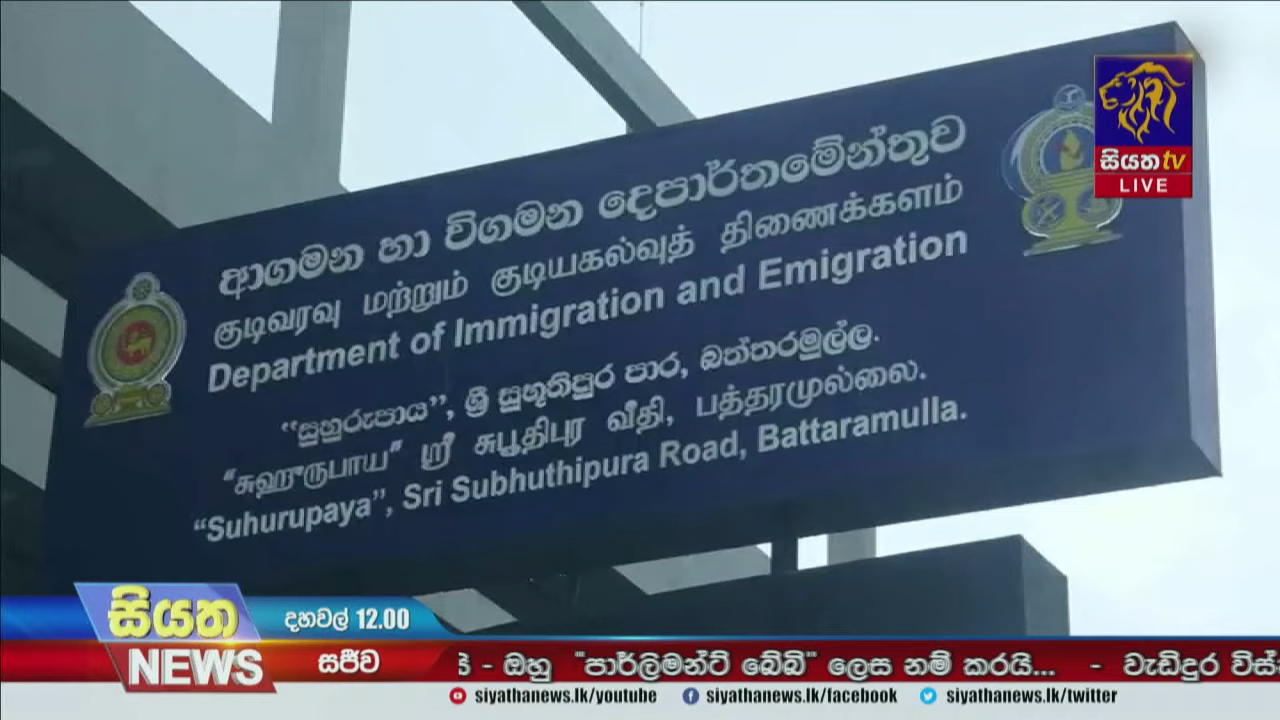 සියත tv
LIVE
ආගමන හා විගමන දෙපාර්තමේන්තුව
குடிவரவு மற்றும் குடியகல்வுத் திணைக்களம்
Department of Immigration and Emigration
“සුහුරුපාය”, ශ්‍රී සුභූතිපුර පාර, බත්තරමුල්ල.
“சுஹுருபாய” ஸ்ரீ சுபூதிபுர வீதி, பத்தரமுல்லை.
“Suhurupaya”, Sri Subhuthipura Road, Battaramulla.
සියත
NEWS
දහවල් 12.00
සජීව
- ඔහු "පාර්ලිමන්ට් බේබි" ලෙස නම් කරයි... - වැඩිදුර
siyathanews.lk/youtube siyathanews.lk/facebook siyathanews.lk/twitter